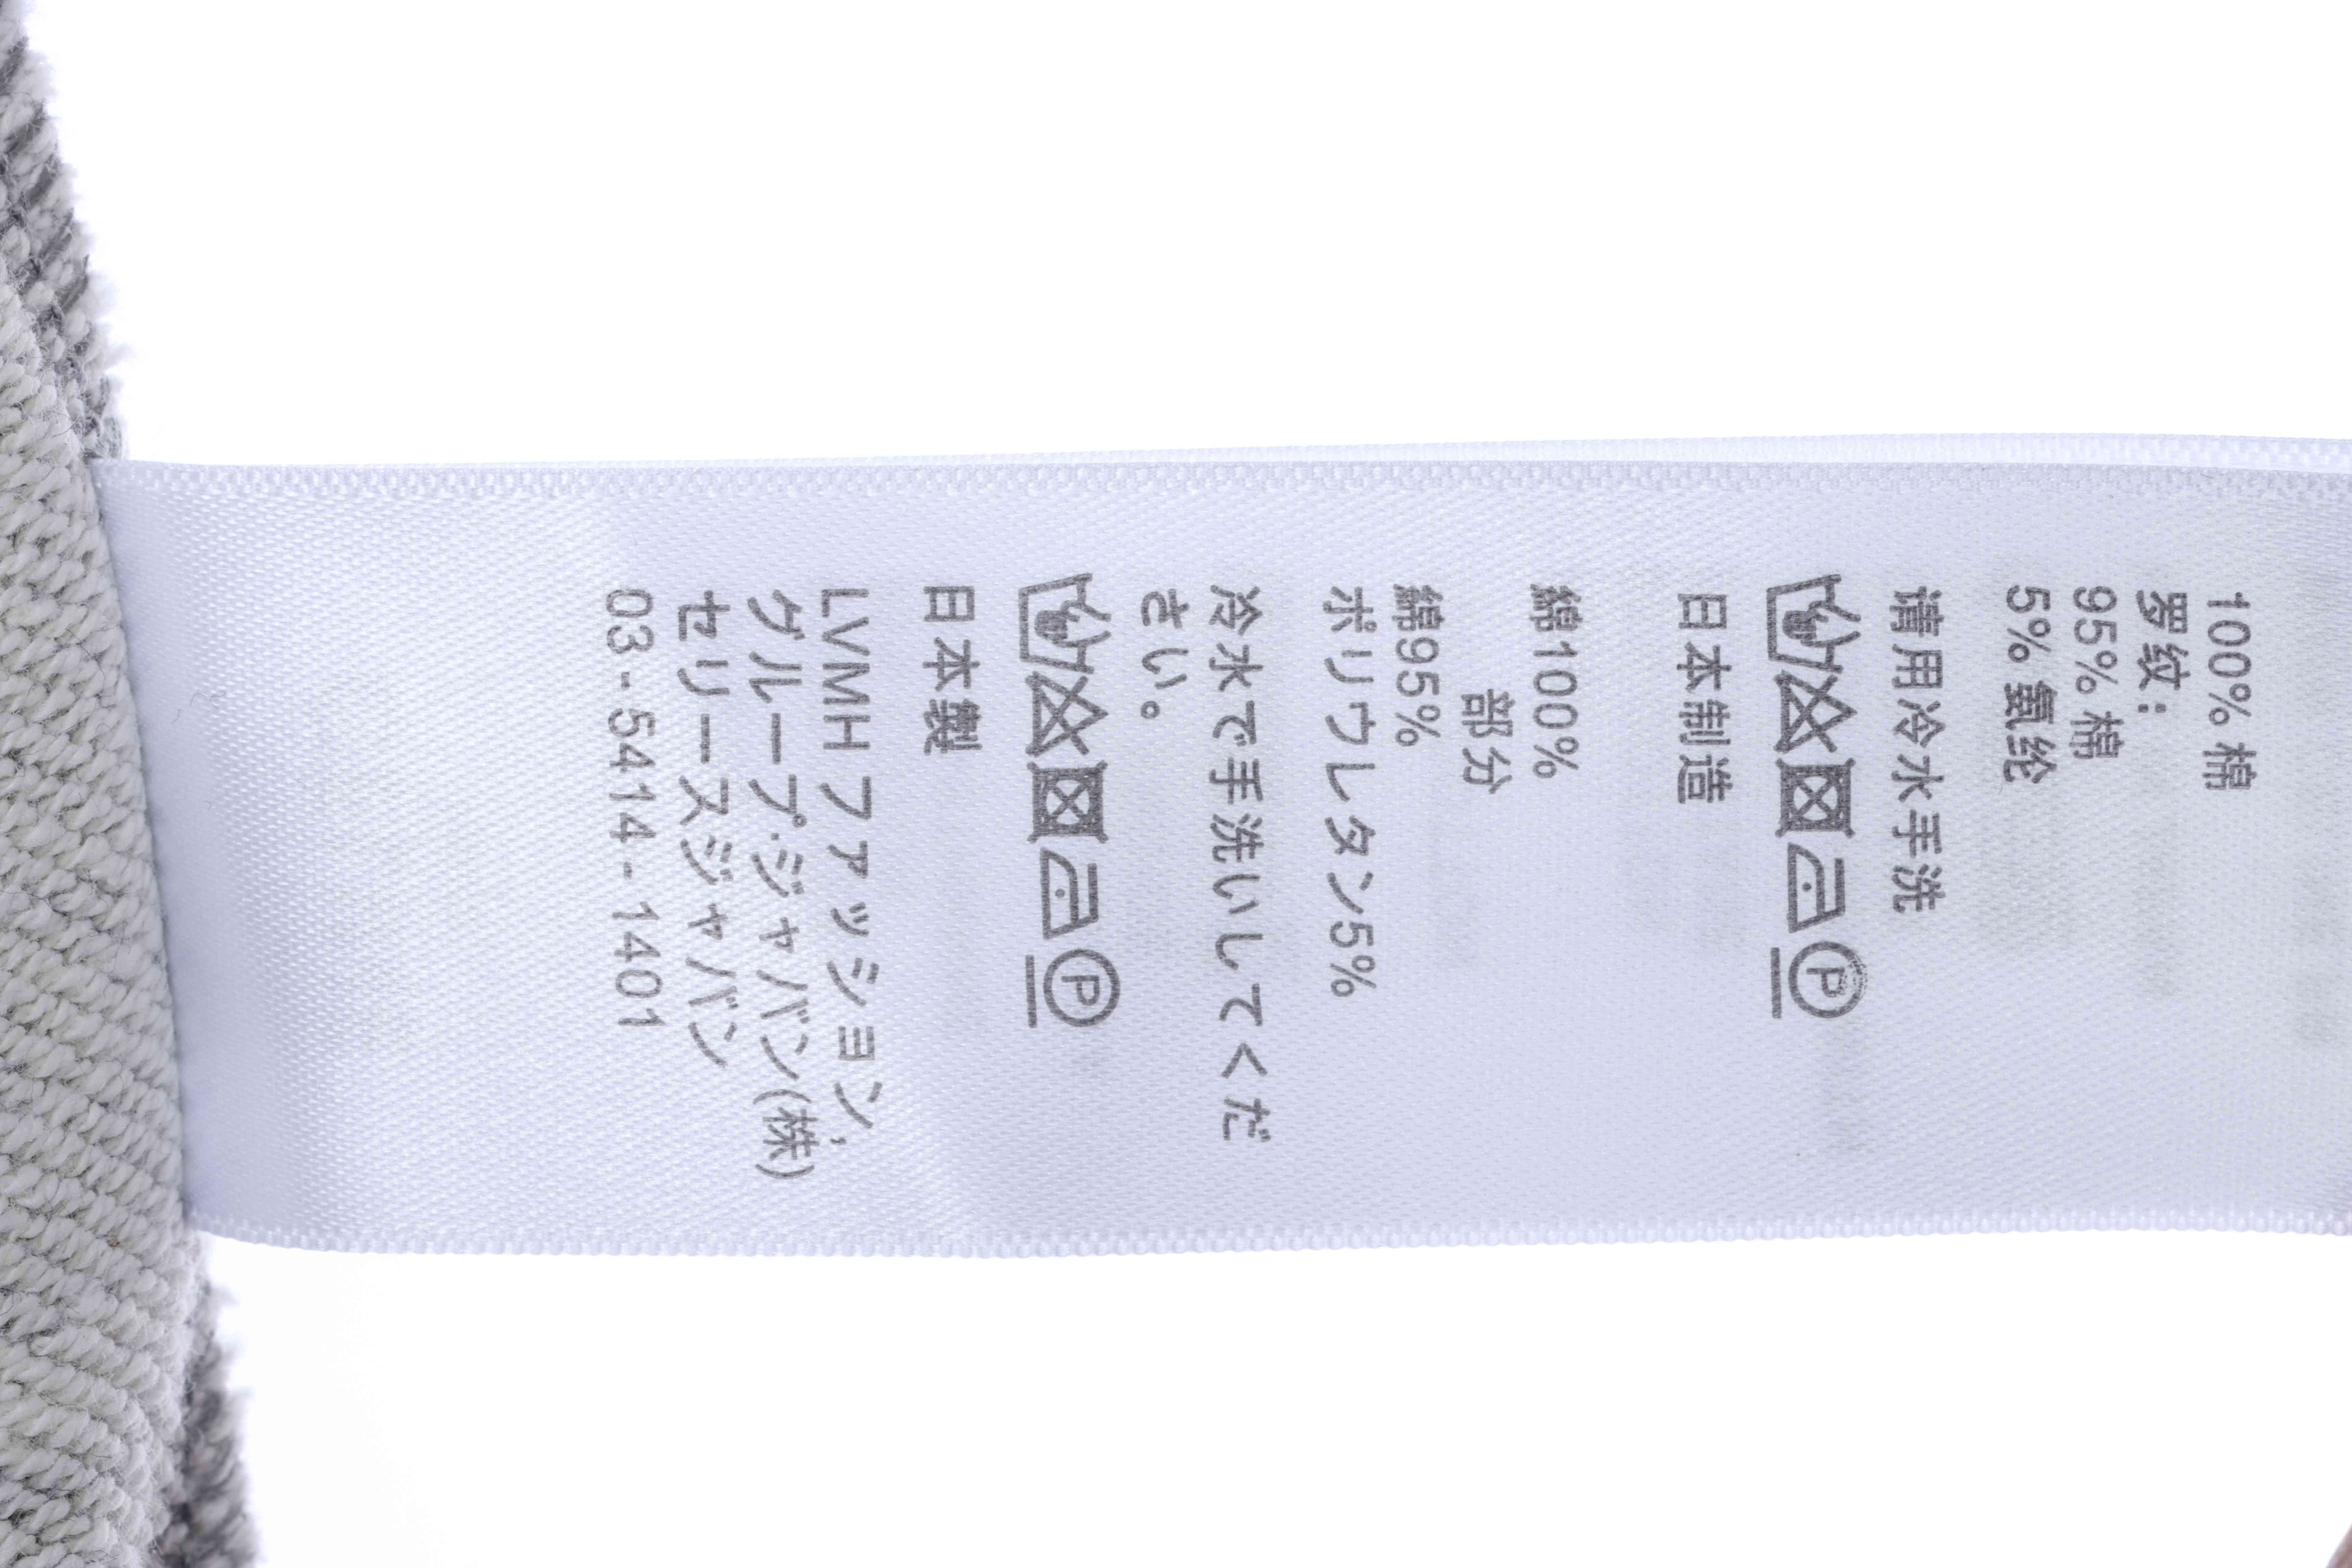 100% 棉
罗纹:
95% 棉
5% 氨纶
请用冷水手洗
P
日本制造
綿100%
部分
綿95%
ポリウレタン5%
冷水で手洗いしてくだ
さい。
P
日本製
LVMH ファッション,
グループ・ジャパン(株)
セリーヌジャパン
03-5414-1401